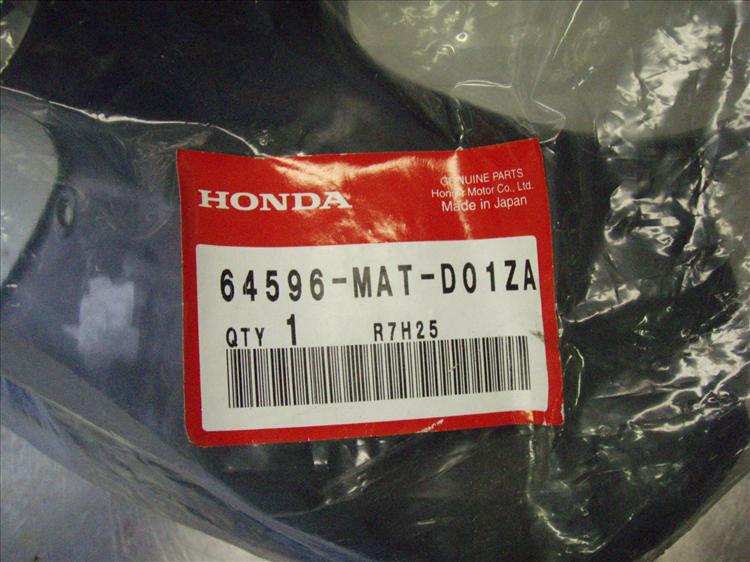 HONDA
GENUINE PARTS
Honda Motor Co., Ltd.
Made in Japan
64596-MAT-D01ZA
QTY 1 R7H25